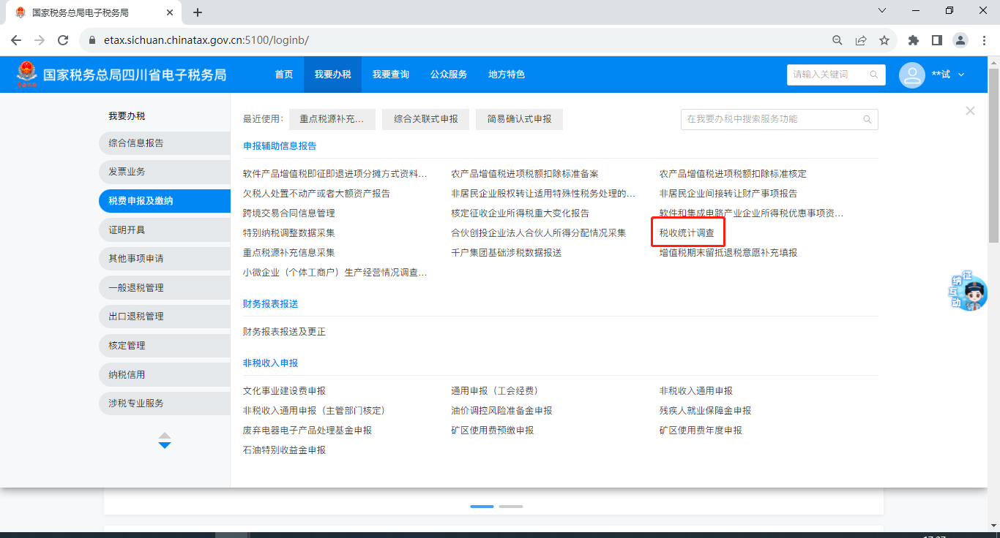 国家税务总局电子税务局
etax.sichuan.chinatax.gov.cn:5100/loginb/
国家税务总局四川省电子税务局 首页 我要办税 我要查询 公众服务 地方特色 请输入关键词 **试
我要办税
综合信息报告
发票业务
税费申报及缴纳
证明开具
其他事项申请
一般退税管理
出口退税管理
核定管理
纳税信用
涉税专业服务
最近使用: 重点税源补充... 综合关联式申报 简易确认式申报 在我要办税中搜索服务功能
申报辅助信息报告
软件产品增值税即征即退进项分摊方式资料... 农产品增值税进项税额扣除标准备案 农产品增值税进项税额扣除标准核定
欠税人处置不动产或者大额资产报告 非居民企业股权转让适用特殊性税务处理的... 非居民企业间接转让财产事项报告
跨境交易合同信息管理 核定征收企业所得税重大变化报告 软件和集成电路产业企业所得税优惠事项资...
特别纳税调整数据采集 合伙创投企业法人合伙人所得分配情况采集 税收统计调查
重点税源补充信息采集 千户集团基础涉税数据报送 增值税期末留抵退税意愿补充填报
小微企业（个体工商户）生产经营情况调查...
财务报表报送
财务报表报送及更正
非税收入申报
文化事业建设费申报 通用申报（工会经费） 非税收入通用申报
非税收入通用申报（主管部门核定） 油价调控风险准备金申报 残疾人就业保障金申报
废弃电器电子产品处理基金申报 矿区使用费预缴申报 矿区使用费年度申报
石油特别收益金申报
征纳互动